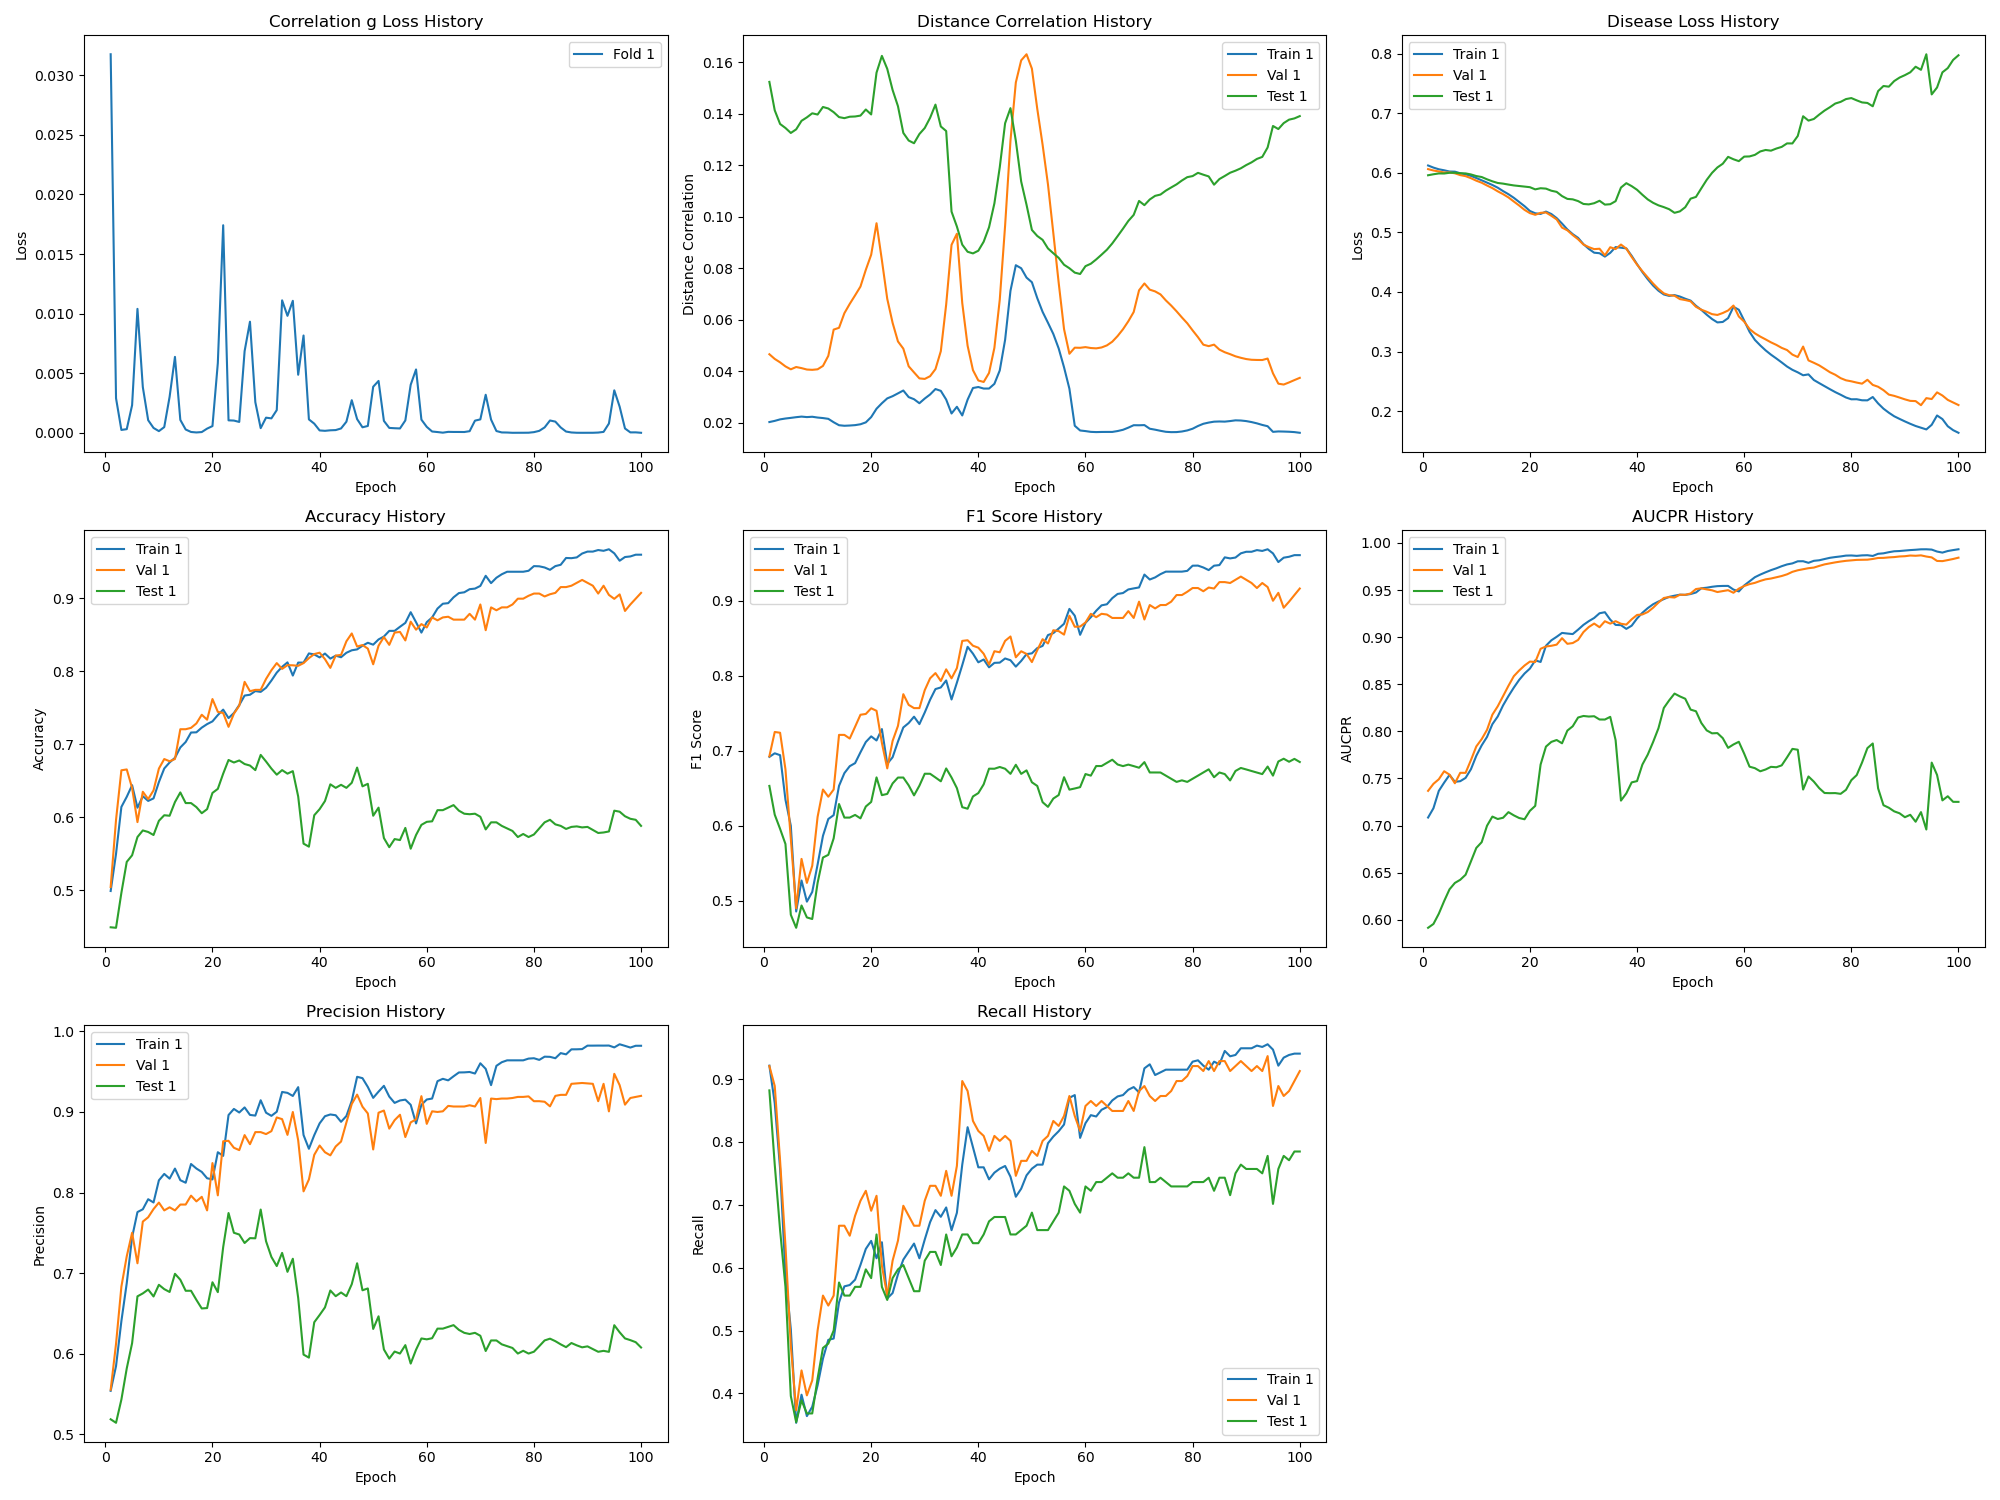 Correlation g Loss History
Fold 1
0.030
0.025
0.020
0.015
0.010
0.005
0.000
Loss
0 20 40 60 80 100
Epoch
Distance Correlation History
Train 1
Val 1
Test 1
0.16
0.14
0.12
0.10
0.08
0.06
0.04
0.02
Distance Correlation
0 20 40 60 80 100
Epoch
Disease Loss History
Train 1
Val 1
Test 1
0.8
0.7
0.6
0.5
0.4
0.3
0.2
Loss
0 20 40 60 80 100
Epoch
Accuracy History
Train 1
Val 1
Test 1
0.9
0.8
0.7
0.6
0.5
Accuracy
0 20 40 60 80 100
Epoch
F1 Score History
Train 1
Val 1
Test 1
0.9
0.8
0.7
0.6
0.5
F1 Score
0 20 40 60 80 100
Epoch
AUCPR History
Train 1
Val 1
Test 1
1.00
0.95
0.90
0.85
0.80
0.75
0.70
0.65
0.60
AUCPR
0 20 40 60 80 100
Epoch
Precision History
Train 1
Val 1
Test 1
1.0
0.9
0.8
0.7
0.6
0.5
Precision
0 20 40 60 80 100
Epoch
Recall History
0.9
0.8
0.7
0.6
0.5
0.4
Recall
Train 1
Val 1
Test 1
0 20 40 60 80 100
Epoch